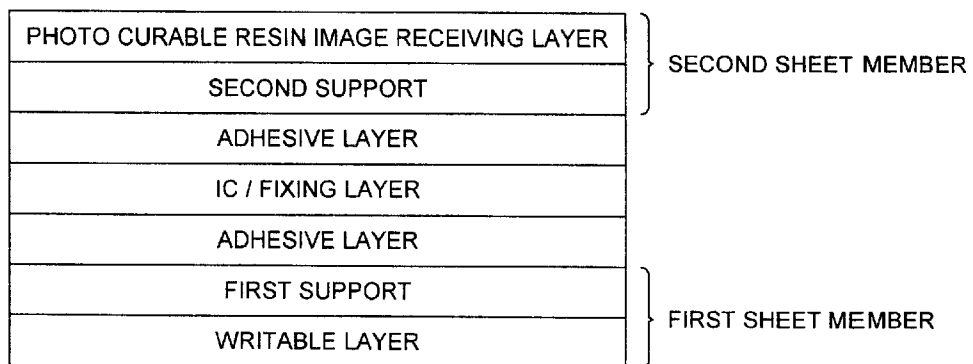 PHOTO CURABLE RESIN IMAGE RECEIVING LAYER
SECOND SUPPORT
SECOND SHEET MEMBER
ADHESIVE LAYER
IC / FIXING LAYER
ADHESIVE LAYER
FIRST SUPPORT
WRITABLE LAYER
FIRST SHEET MEMBER